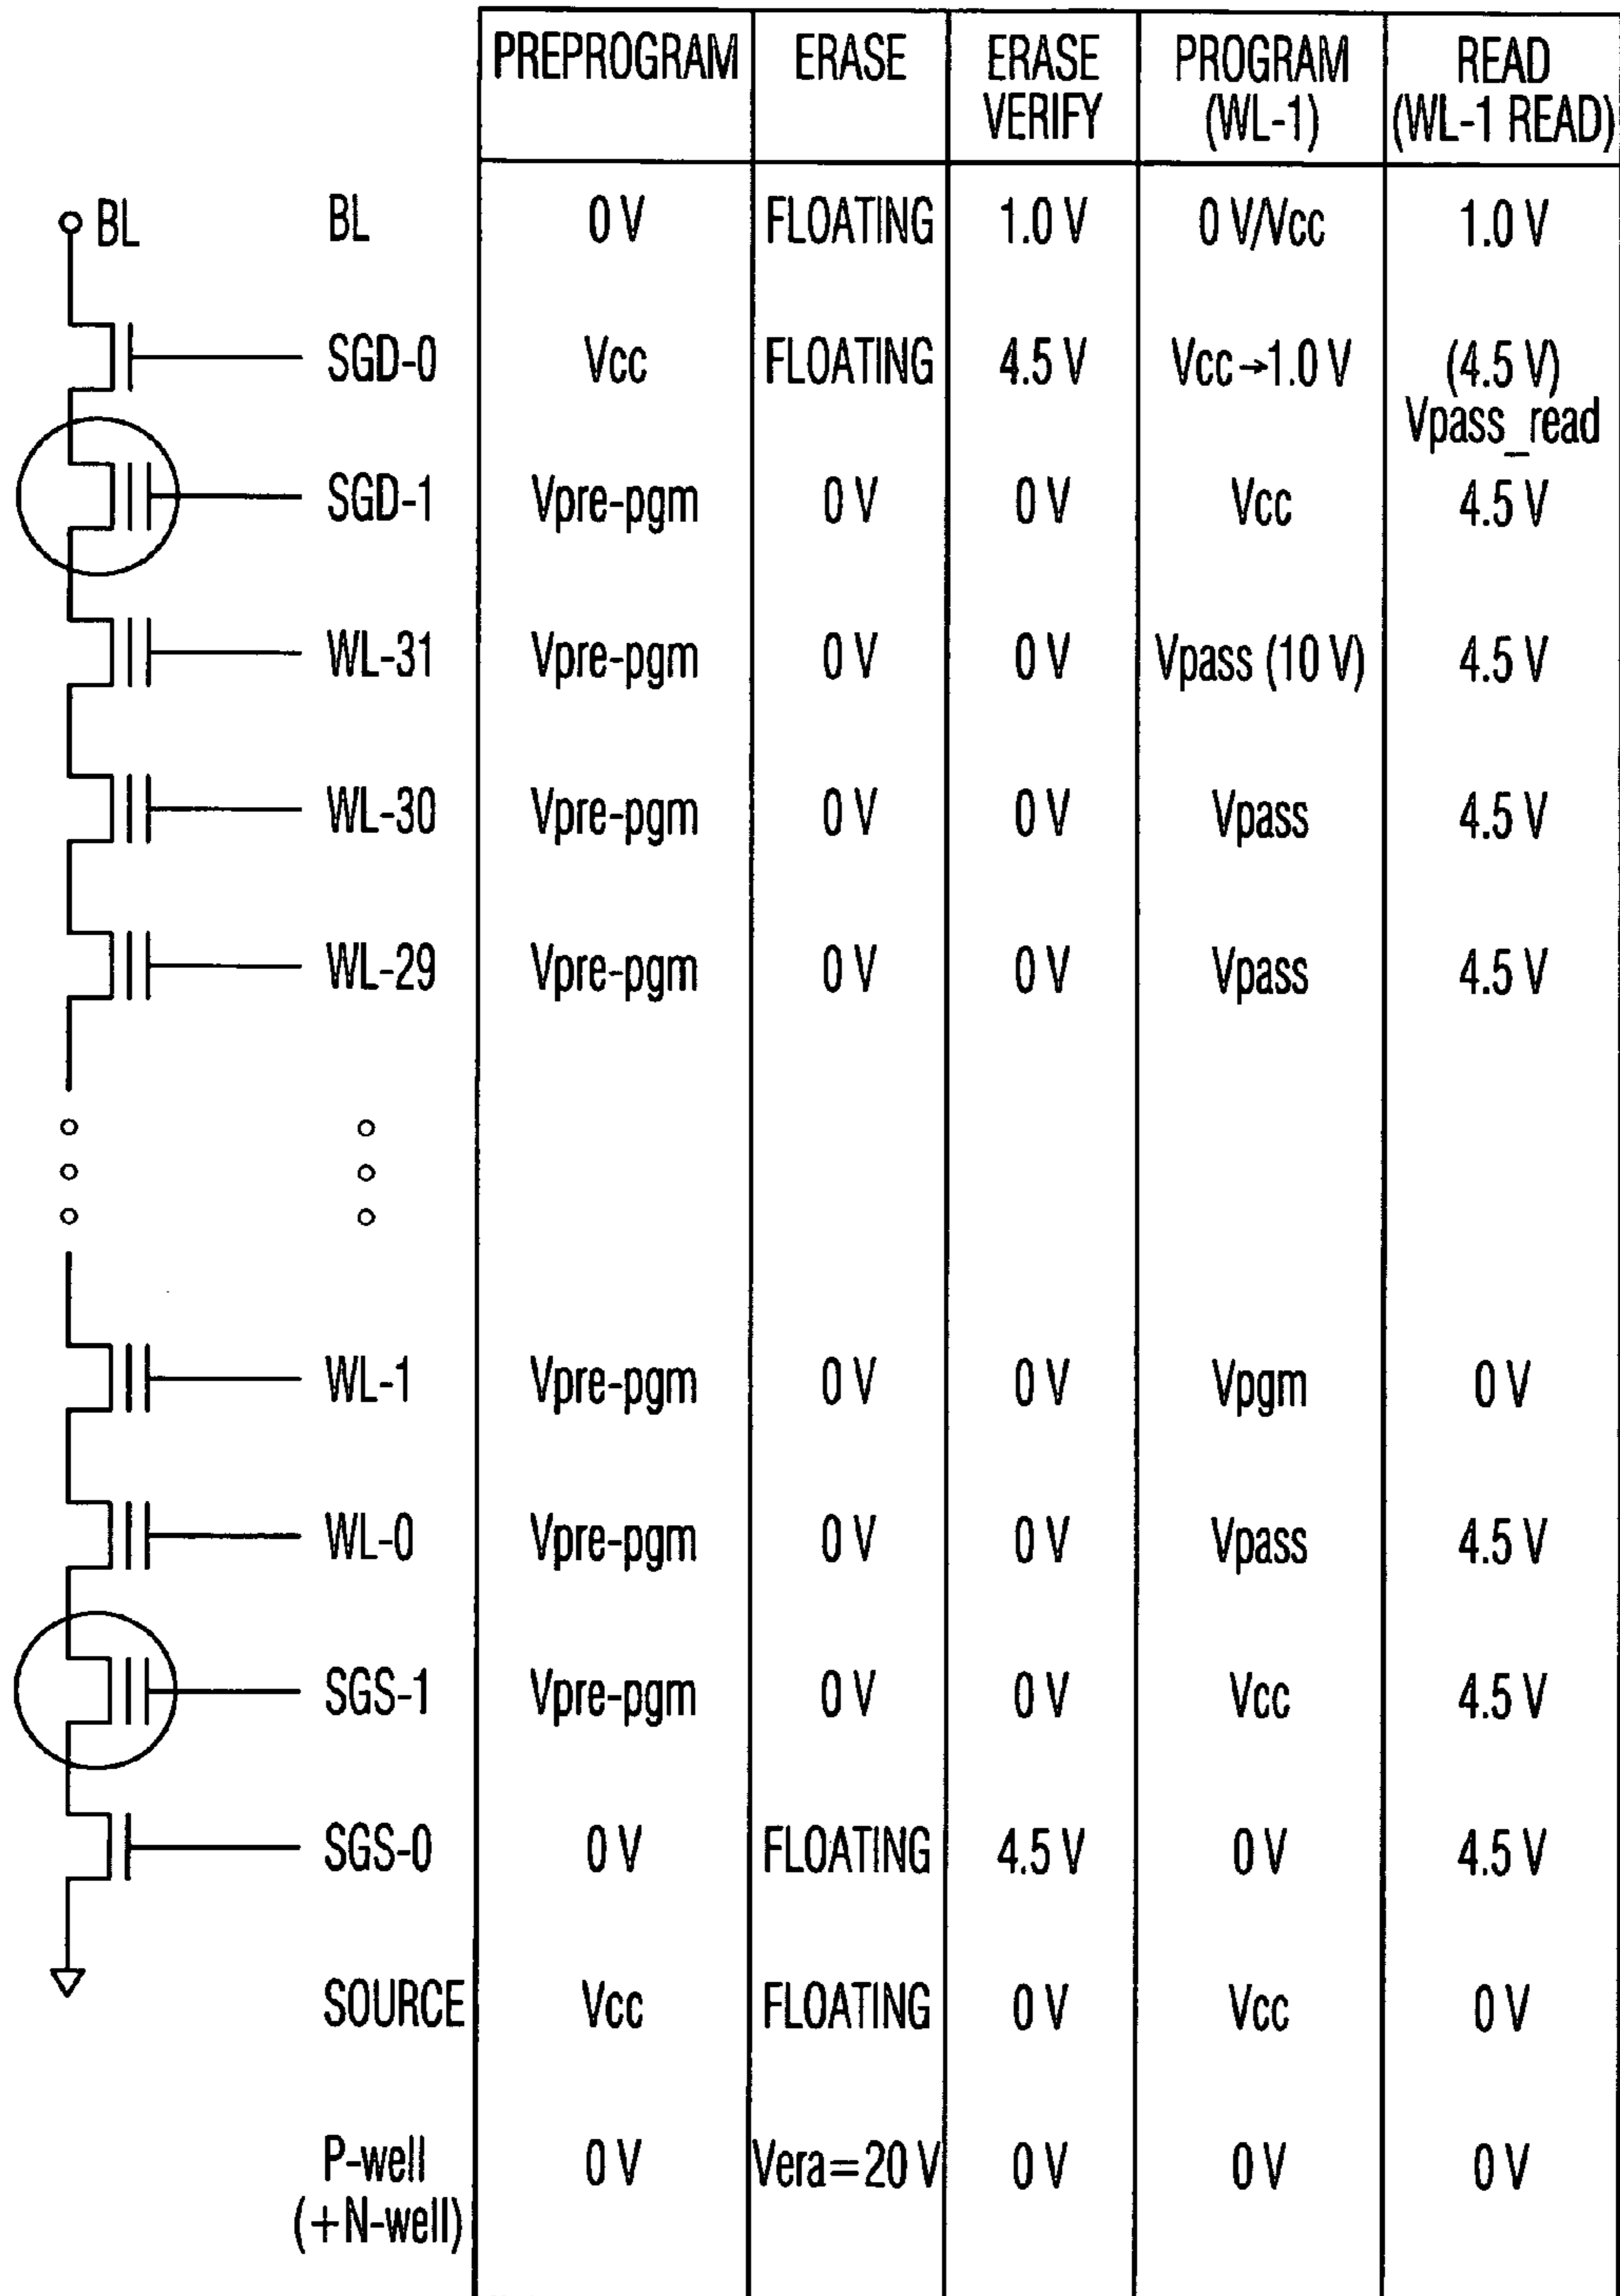 PREPROGRAM ERASE ERASE VERIFY PROGRAM (WL-1) READ (WL-1 READ)
BL BL 0 V FLOATING 1.0 V 0 V/Vcc 1.0 V
SGD-0 Vcc FLOATING 4.5 V Vcc→1.0 V (4.5 V) Vpass_read
SGD-1 Vpre-pgm 0 V 0 V Vcc 4.5 V
WL-31 Vpre-pgm 0 V 0 V Vpass (10 V) 4.5 V
WL-30 Vpre-pgm 0 V 0 V Vpass 4.5 V
WL-29 Vpre-pgm 0 V 0 V Vpass 4.5 V
WL-1 Vpre-pgm 0 V 0 V Vpgm 0 V
WL-0 Vpre-pgm 0 V 0 V Vpass 4.5 V
SGS-1 Vpre-pgm 0 V 0 V Vcc 4.5 V
SGS-0 0 V FLOATING 4.5 V 0 V 4.5 V
SOURCE Vcc FLOATING 0 V Vcc 0 V
P-well (+N-well) 0 V Vera=20 V 0 V 0 V 0 V